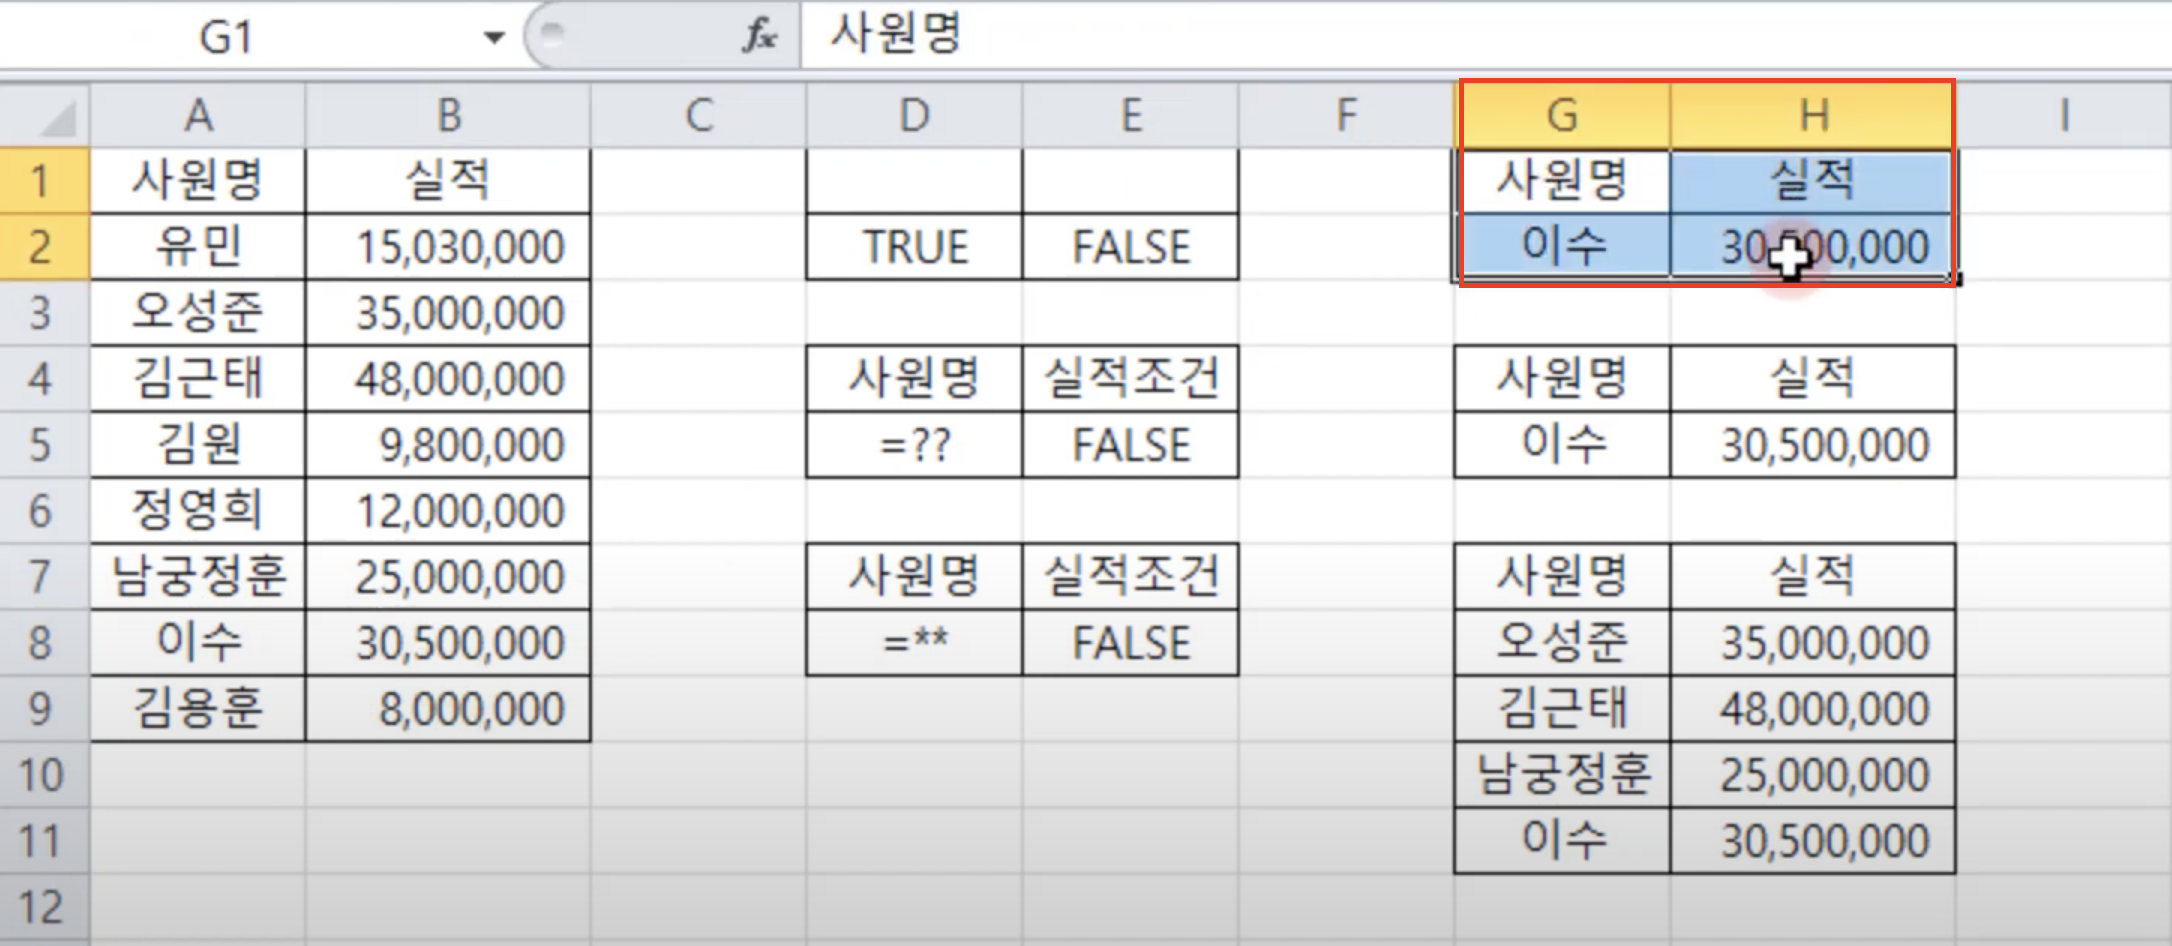 G1 fx 사원명
A B C D E F G H I
1 사원명 실적 사원명 실적
2 유민 15,030,000 TRUE FALSE 이수 30,500,000
3 오성준 35,000,000
4 김근태 48,000,000 사원명 실적조건 사원명 실적
5 김원 9,800,000 =?? FALSE 이수 30,500,000
6 정영희 12,000,000
7 남궁정훈 25,000,000 사원명 실적조건 사원명 실적
8 이수 30,500,000 =** FALSE 오성준 35,000,000
9 김용훈 8,000,000 김근태 48,000,000
10 남궁정훈 25,000,000
11 이수 30,500,000
12